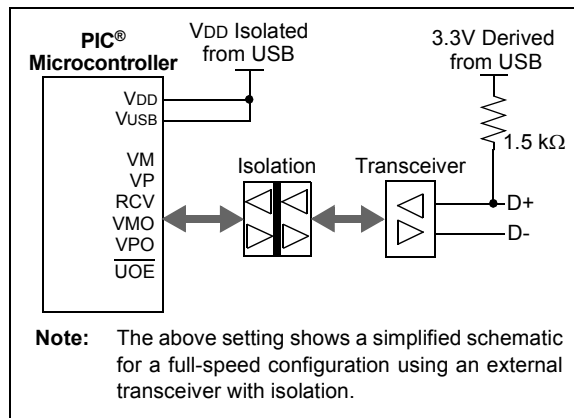 PIC®
Microcontroller
VDD Isolated
from USB
3.3V Derived
from USB
VDD
VUSB
1.5 kΩ
VM
VP
RCV
VMO
VPO
UOE
Isolation
Transceiver
D+
D-
Note: The above setting shows a simplified schematic
for a full-speed configuration using an external
transceiver with isolation.